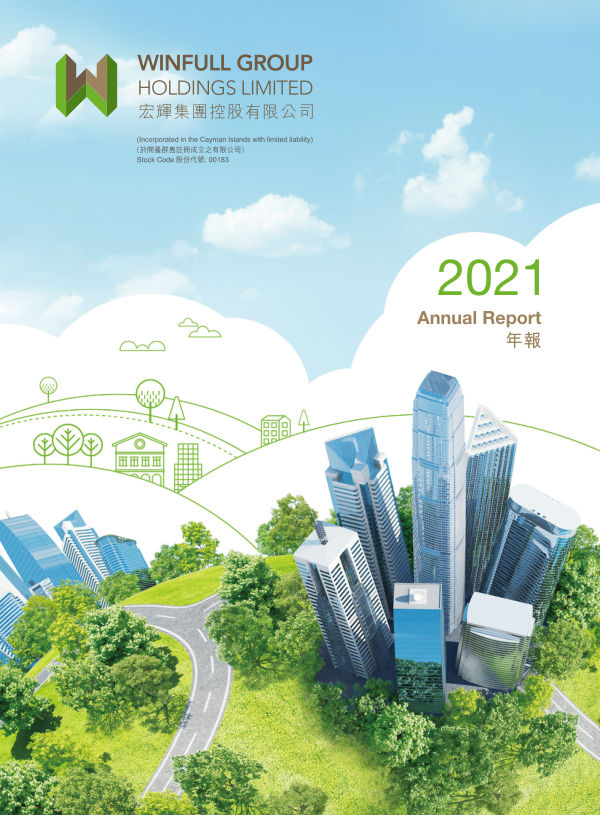 WINFULL GROUP
HOLDINGS LIMITED
宏輝集團控股有限公司
(Incorporated in the Cayman Islands with limited liability)
(於開曼群島註冊成立之有限公司)
Stock Code 股份代號: 00183
2021
Annual Report
年報